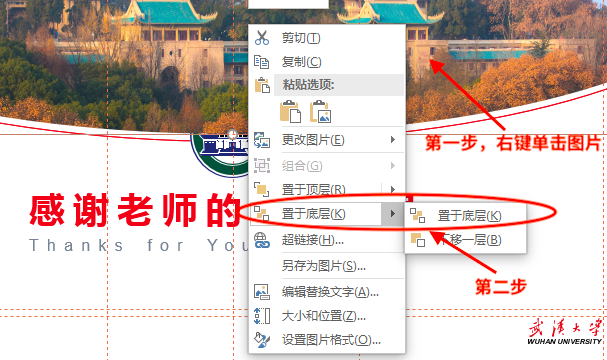 剪切(T)
复制(C)
粘贴选项:
更改图片(E)
第一步，右键单击图片
组合(G)
置于顶层(R)
感谢老师的
置于底层(K)
置于底层(K)
Thanks for You
超链接(H)...
下移一层(B)
另存为图片(S)...
第二步
编辑替换文字(A)...
大小和位置(Z)...
设置图片格式(O)...
武汉大学
WUHAN UNIVERSITY